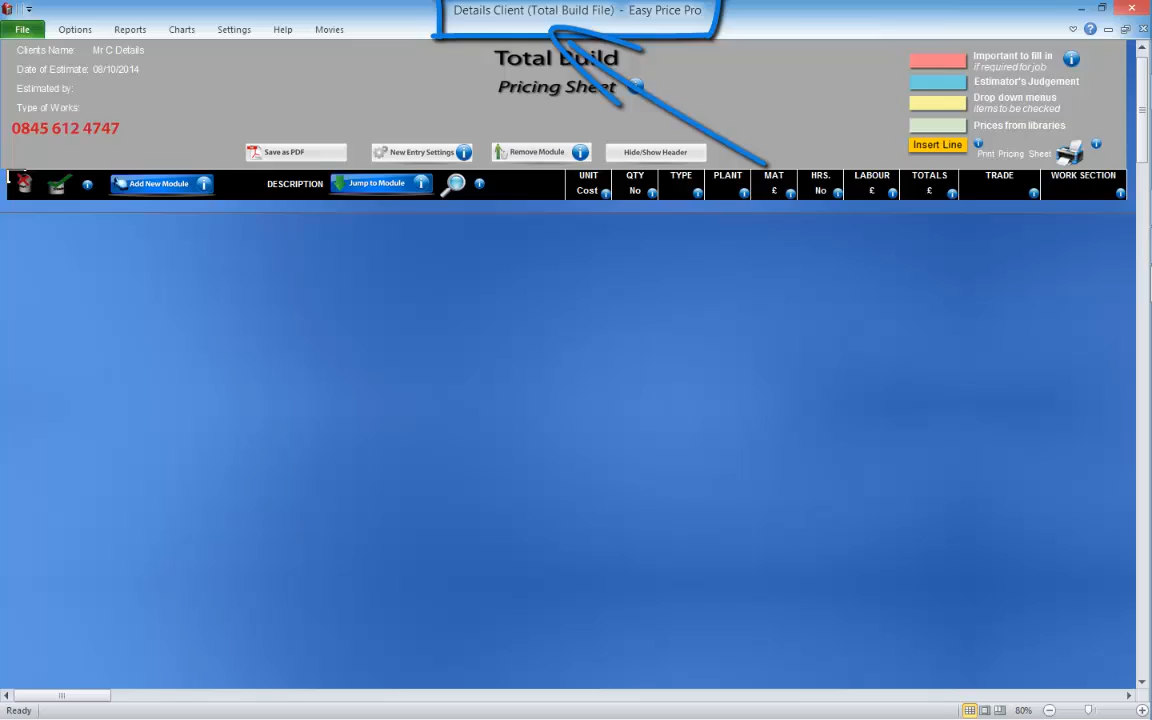 Details Client (Total Build File) - Easy Price Pro
File Options Reports Charts Settings Help Movies
Clients Name: Mr C Details
Date of Estimate: 08/10/2014
Estimated by:
Type of Works:
0845 612 4747
Total Build
Pricing Sheet
Important to fill in
if required for job
Estimator's Judgement
Drop down menus
items to be checked
Prices from libraries
Insert Line
Print Pricing Sheet
Save as PDF
New Entry Settings
Remove Module
Hide/Show Header
Add New Module
DESCRIPTION
Jump to Module
UNIT QTY TYPE PLANT MAT HRS. LABOUR TOTALS TRADE WORK SECTION
Cost No £ No £ £
Ready
80%